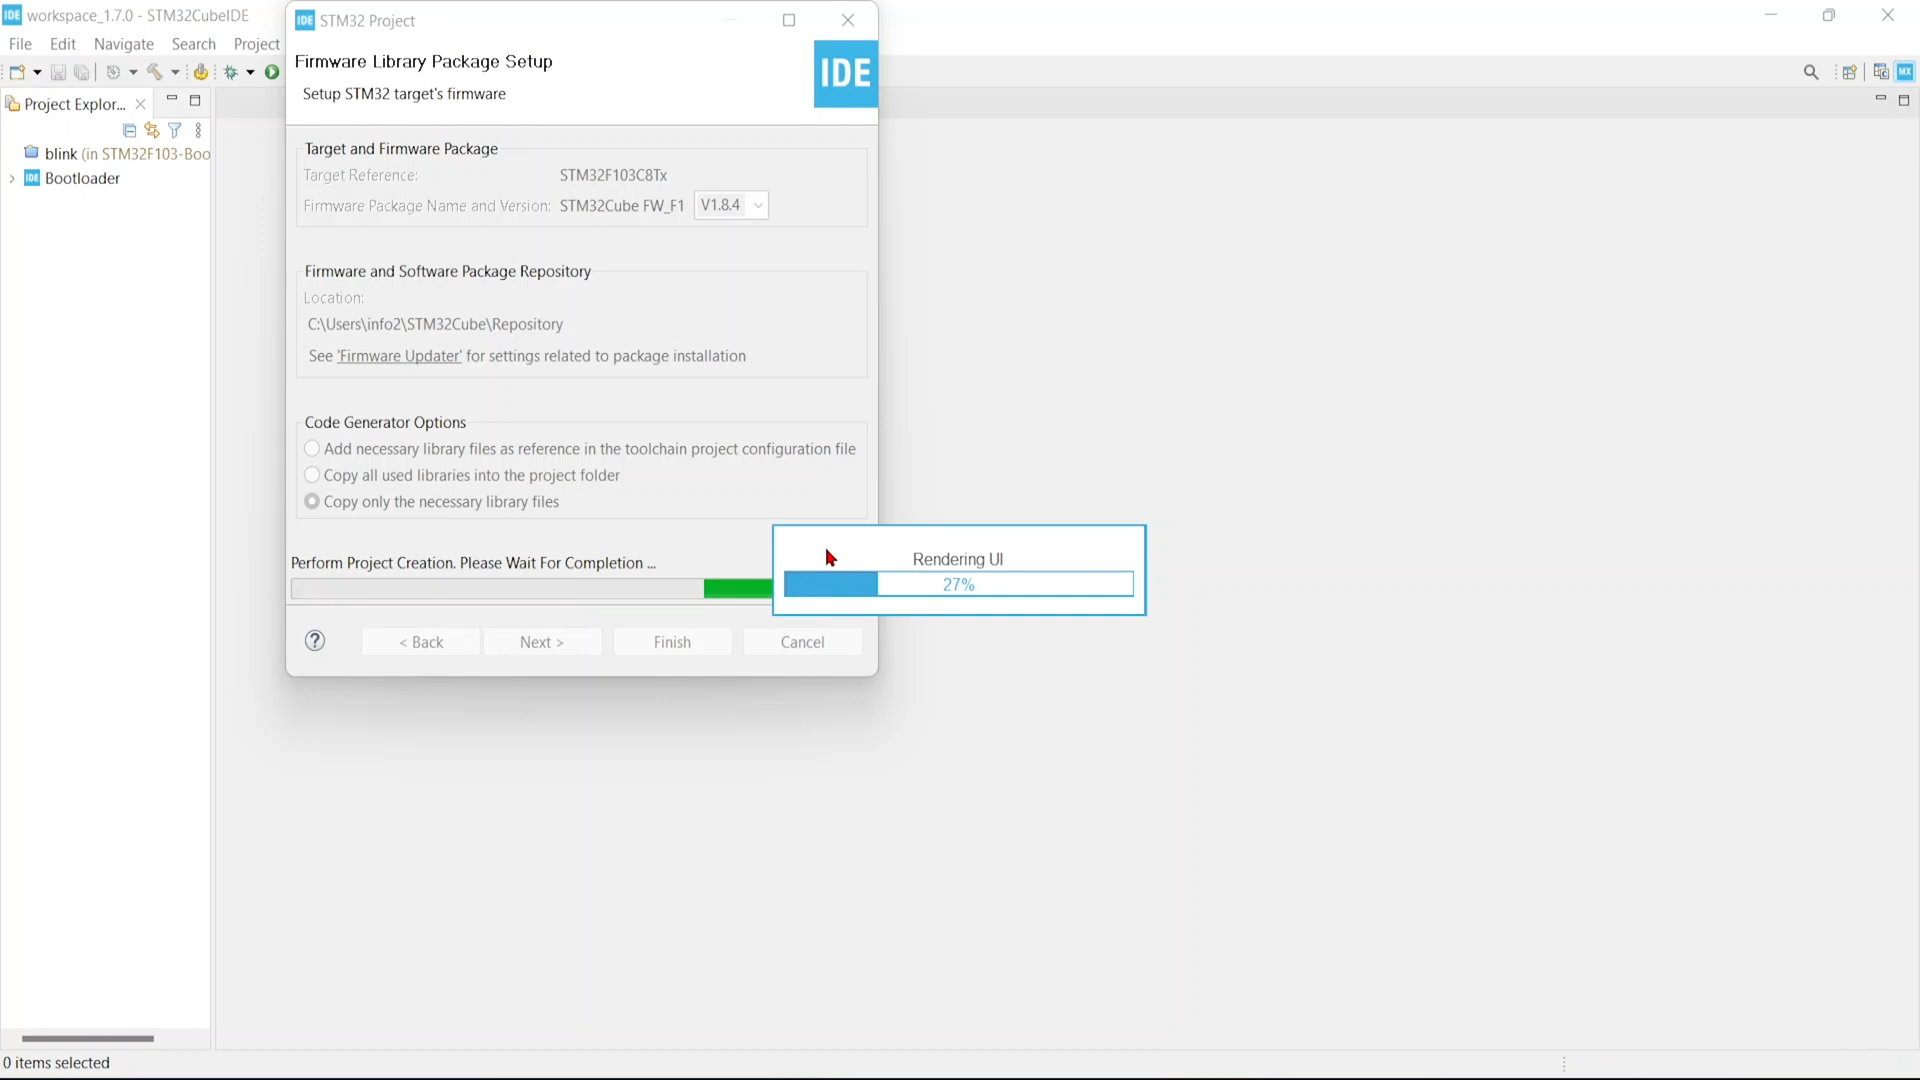 IDE workspace_1.7.0 - STM32CubeIDE
File Edit Navigate Search Project
Project Explor...
blink (in STM32F103-Boo
IDE Bootloader
IDE STM32 Project
Firmware Library Package Setup
Setup STM32 target's firmware
IDE
Target and Firmware Package
Target Reference: STM32F103C8Tx
Firmware Package Name and Version: STM32Cube FW_F1 V1.8.4
Firmware and Software Package Repository
Location:
C:\Users\info2\STM32Cube\Repository
See 'Firmware Updater' for settings related to package installation
Code Generator Options
Add necessary library files as reference in the toolchain project configuration file
Copy all used libraries into the project folder
Copy only the necessary library files
Perform Project Creation. Please Wait For Completion ...
Rendering UI
27%
< Back Next > Finish Cancel
MX
0 items selected